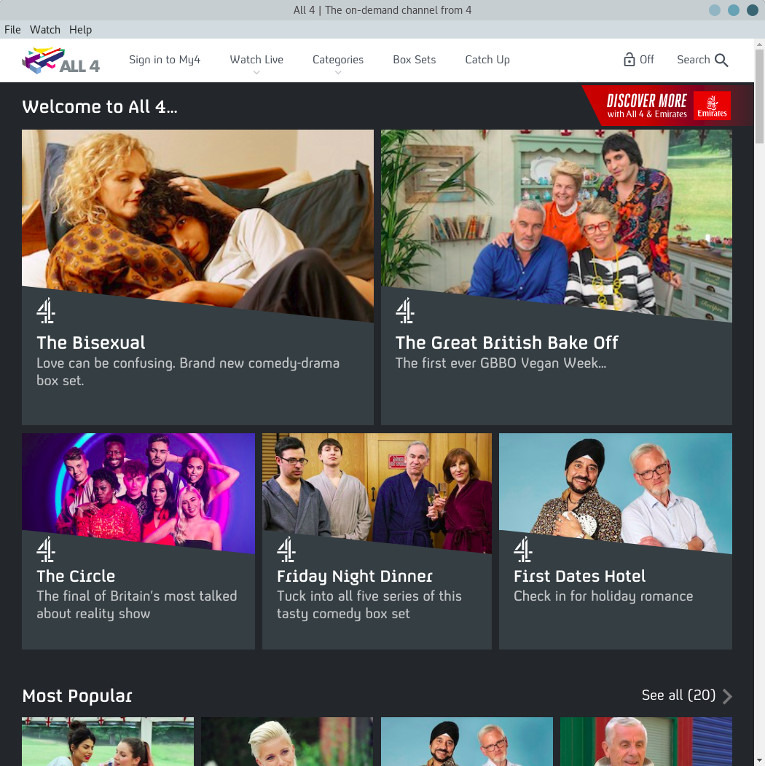 All 4 | The on-demand channel from 4
File Watch Help
ALL 4
Sign in to My4
Watch Live
Categories
Box Sets
Catch Up
Off
Search
Welcome to All 4...
DISCOVER MORE
with All 4 & Emirates
Emirates
4
The Bisexual
Love can be confusing. Brand new comedy-drama
box set.
4
The Great British Bake Off
The first ever GBBO Vegan Week...
4
The Circle
The final of Britain's most talked
about reality show
4
Friday Night Dinner
Tuck into all five series of this
tasty comedy box set
4
First Dates Hotel
Check in for holiday romance
Most Popular
See all (20)